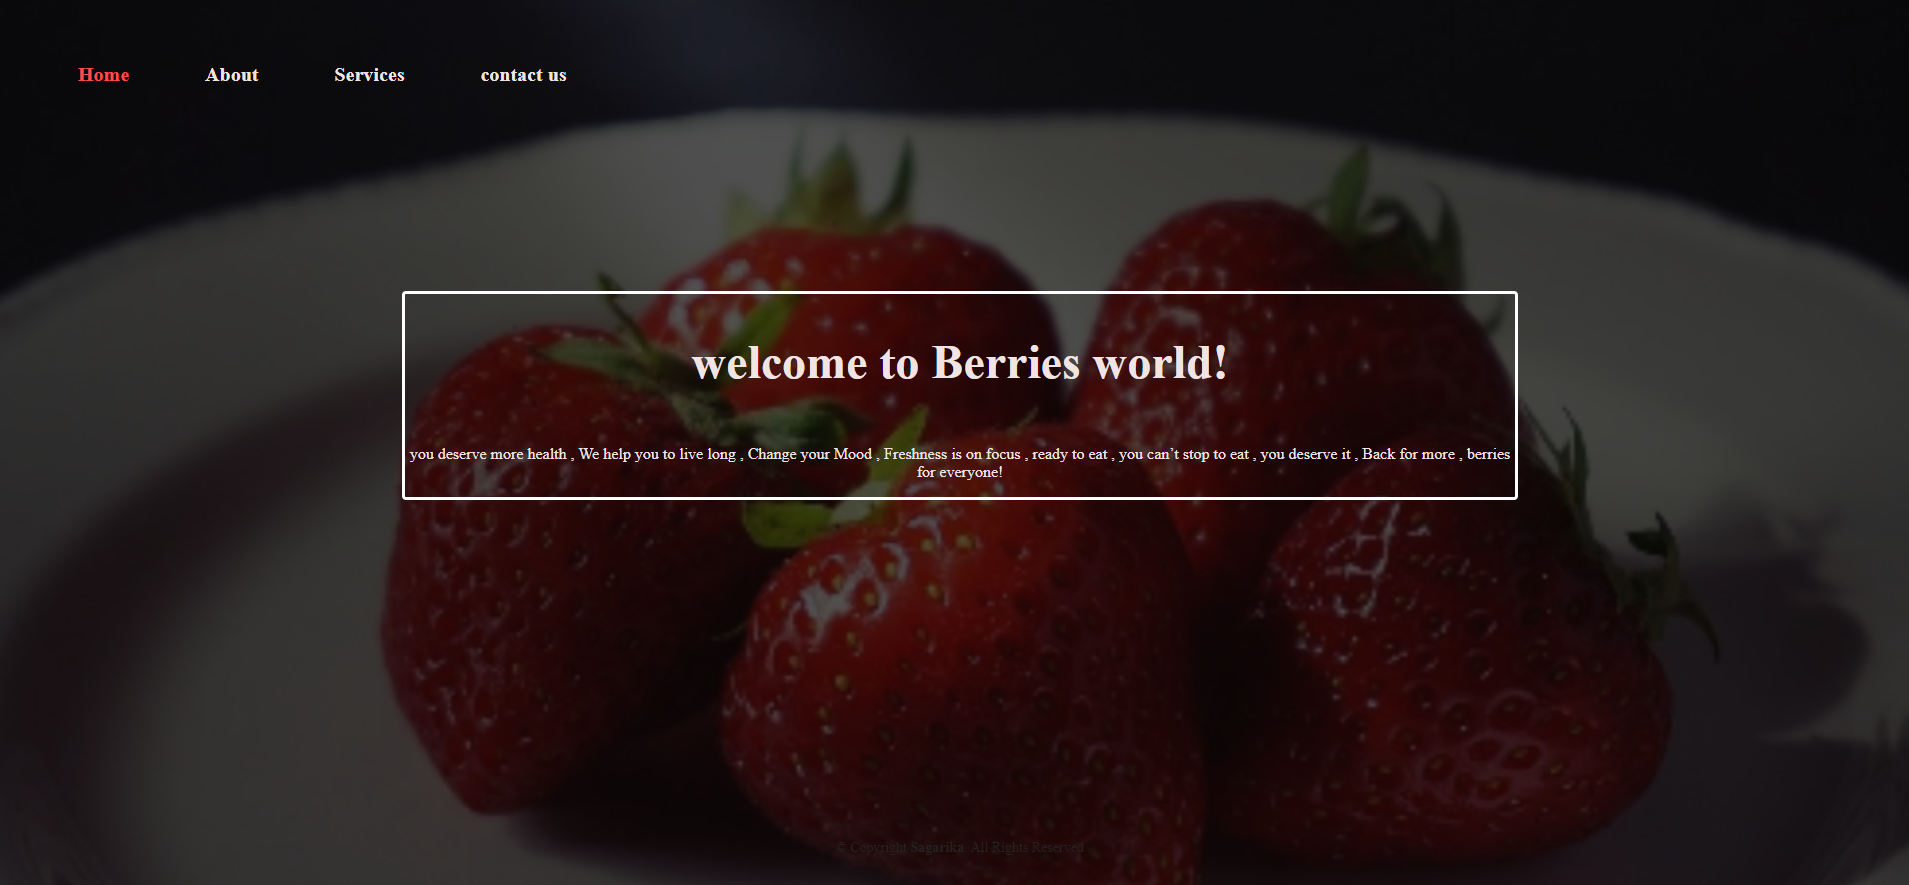 Home About Services contact us
welcome to Berries world!
you deserve more health , We help you to live long , Change your Mood , Freshness is on focus , ready to eat , you can’t stop to eat , you deserve it , Back for more , berries
for everyone!
© Copyright Sagarika. All Rights Reserved